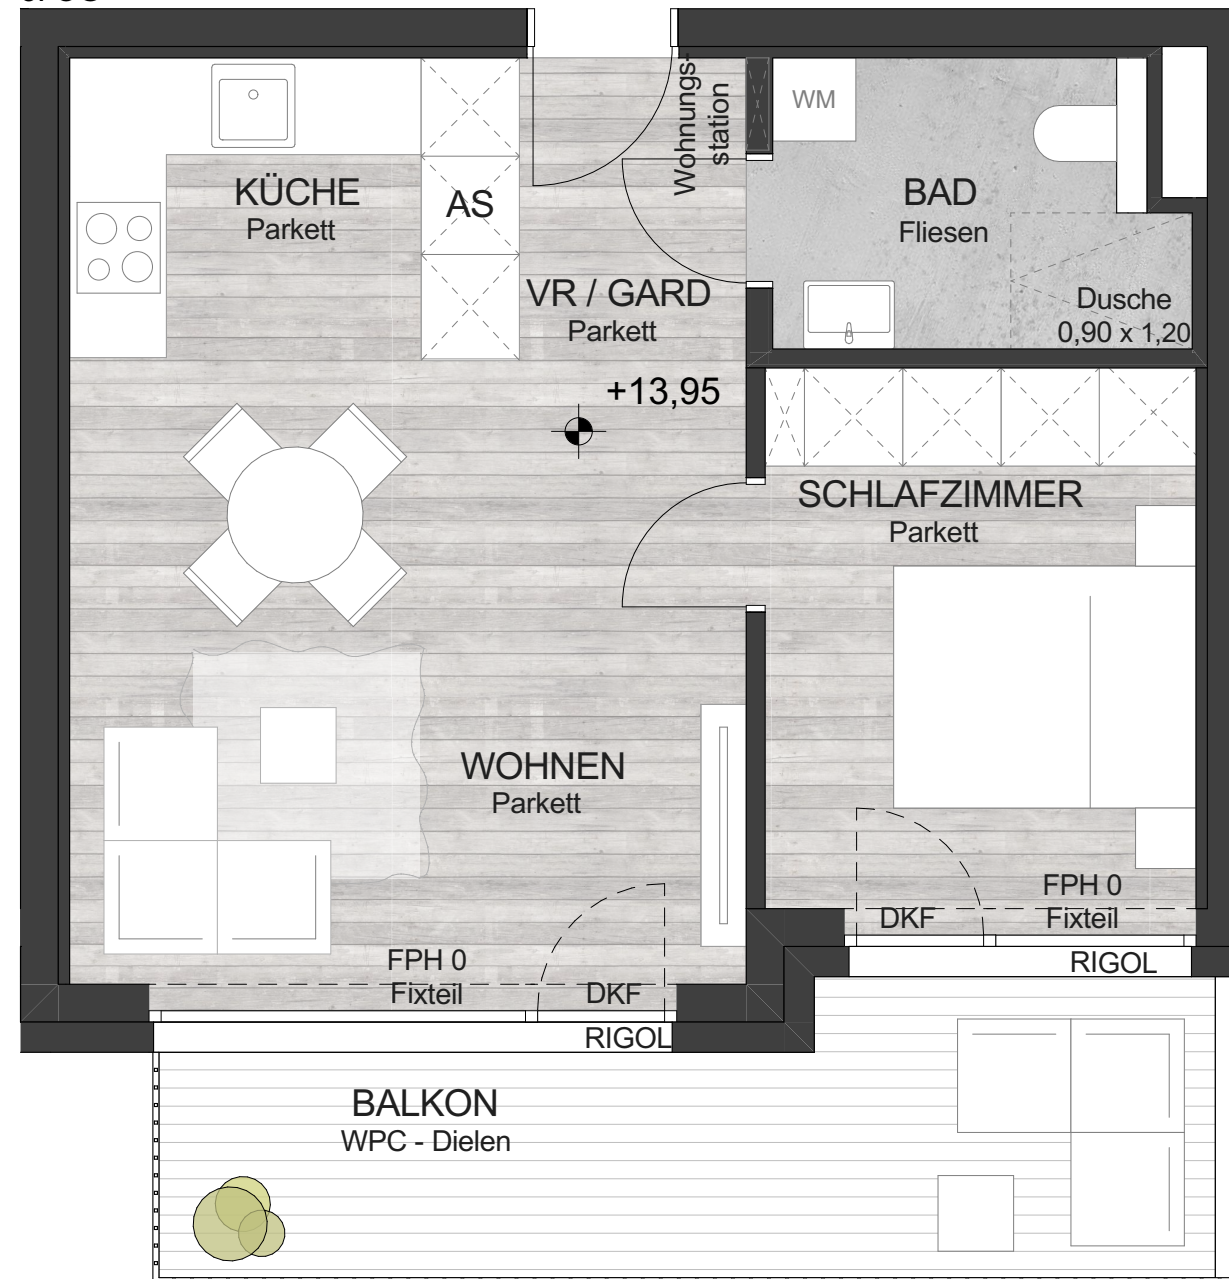 Wohnungs-
station
WM
KÜCHE
Parkett
AS
BAD
Fliesen
VR / GARD
Parkett
Dusche
0,90 x 1,20
+13,95
SCHLAFZIMMER
Parkett
WOHNEN
Parkett
FPH 0
Fixteil
DKF
RIGOL
FPH 0
Fixteil
DKF
RIGOL
BALKON
WPC - Dielen